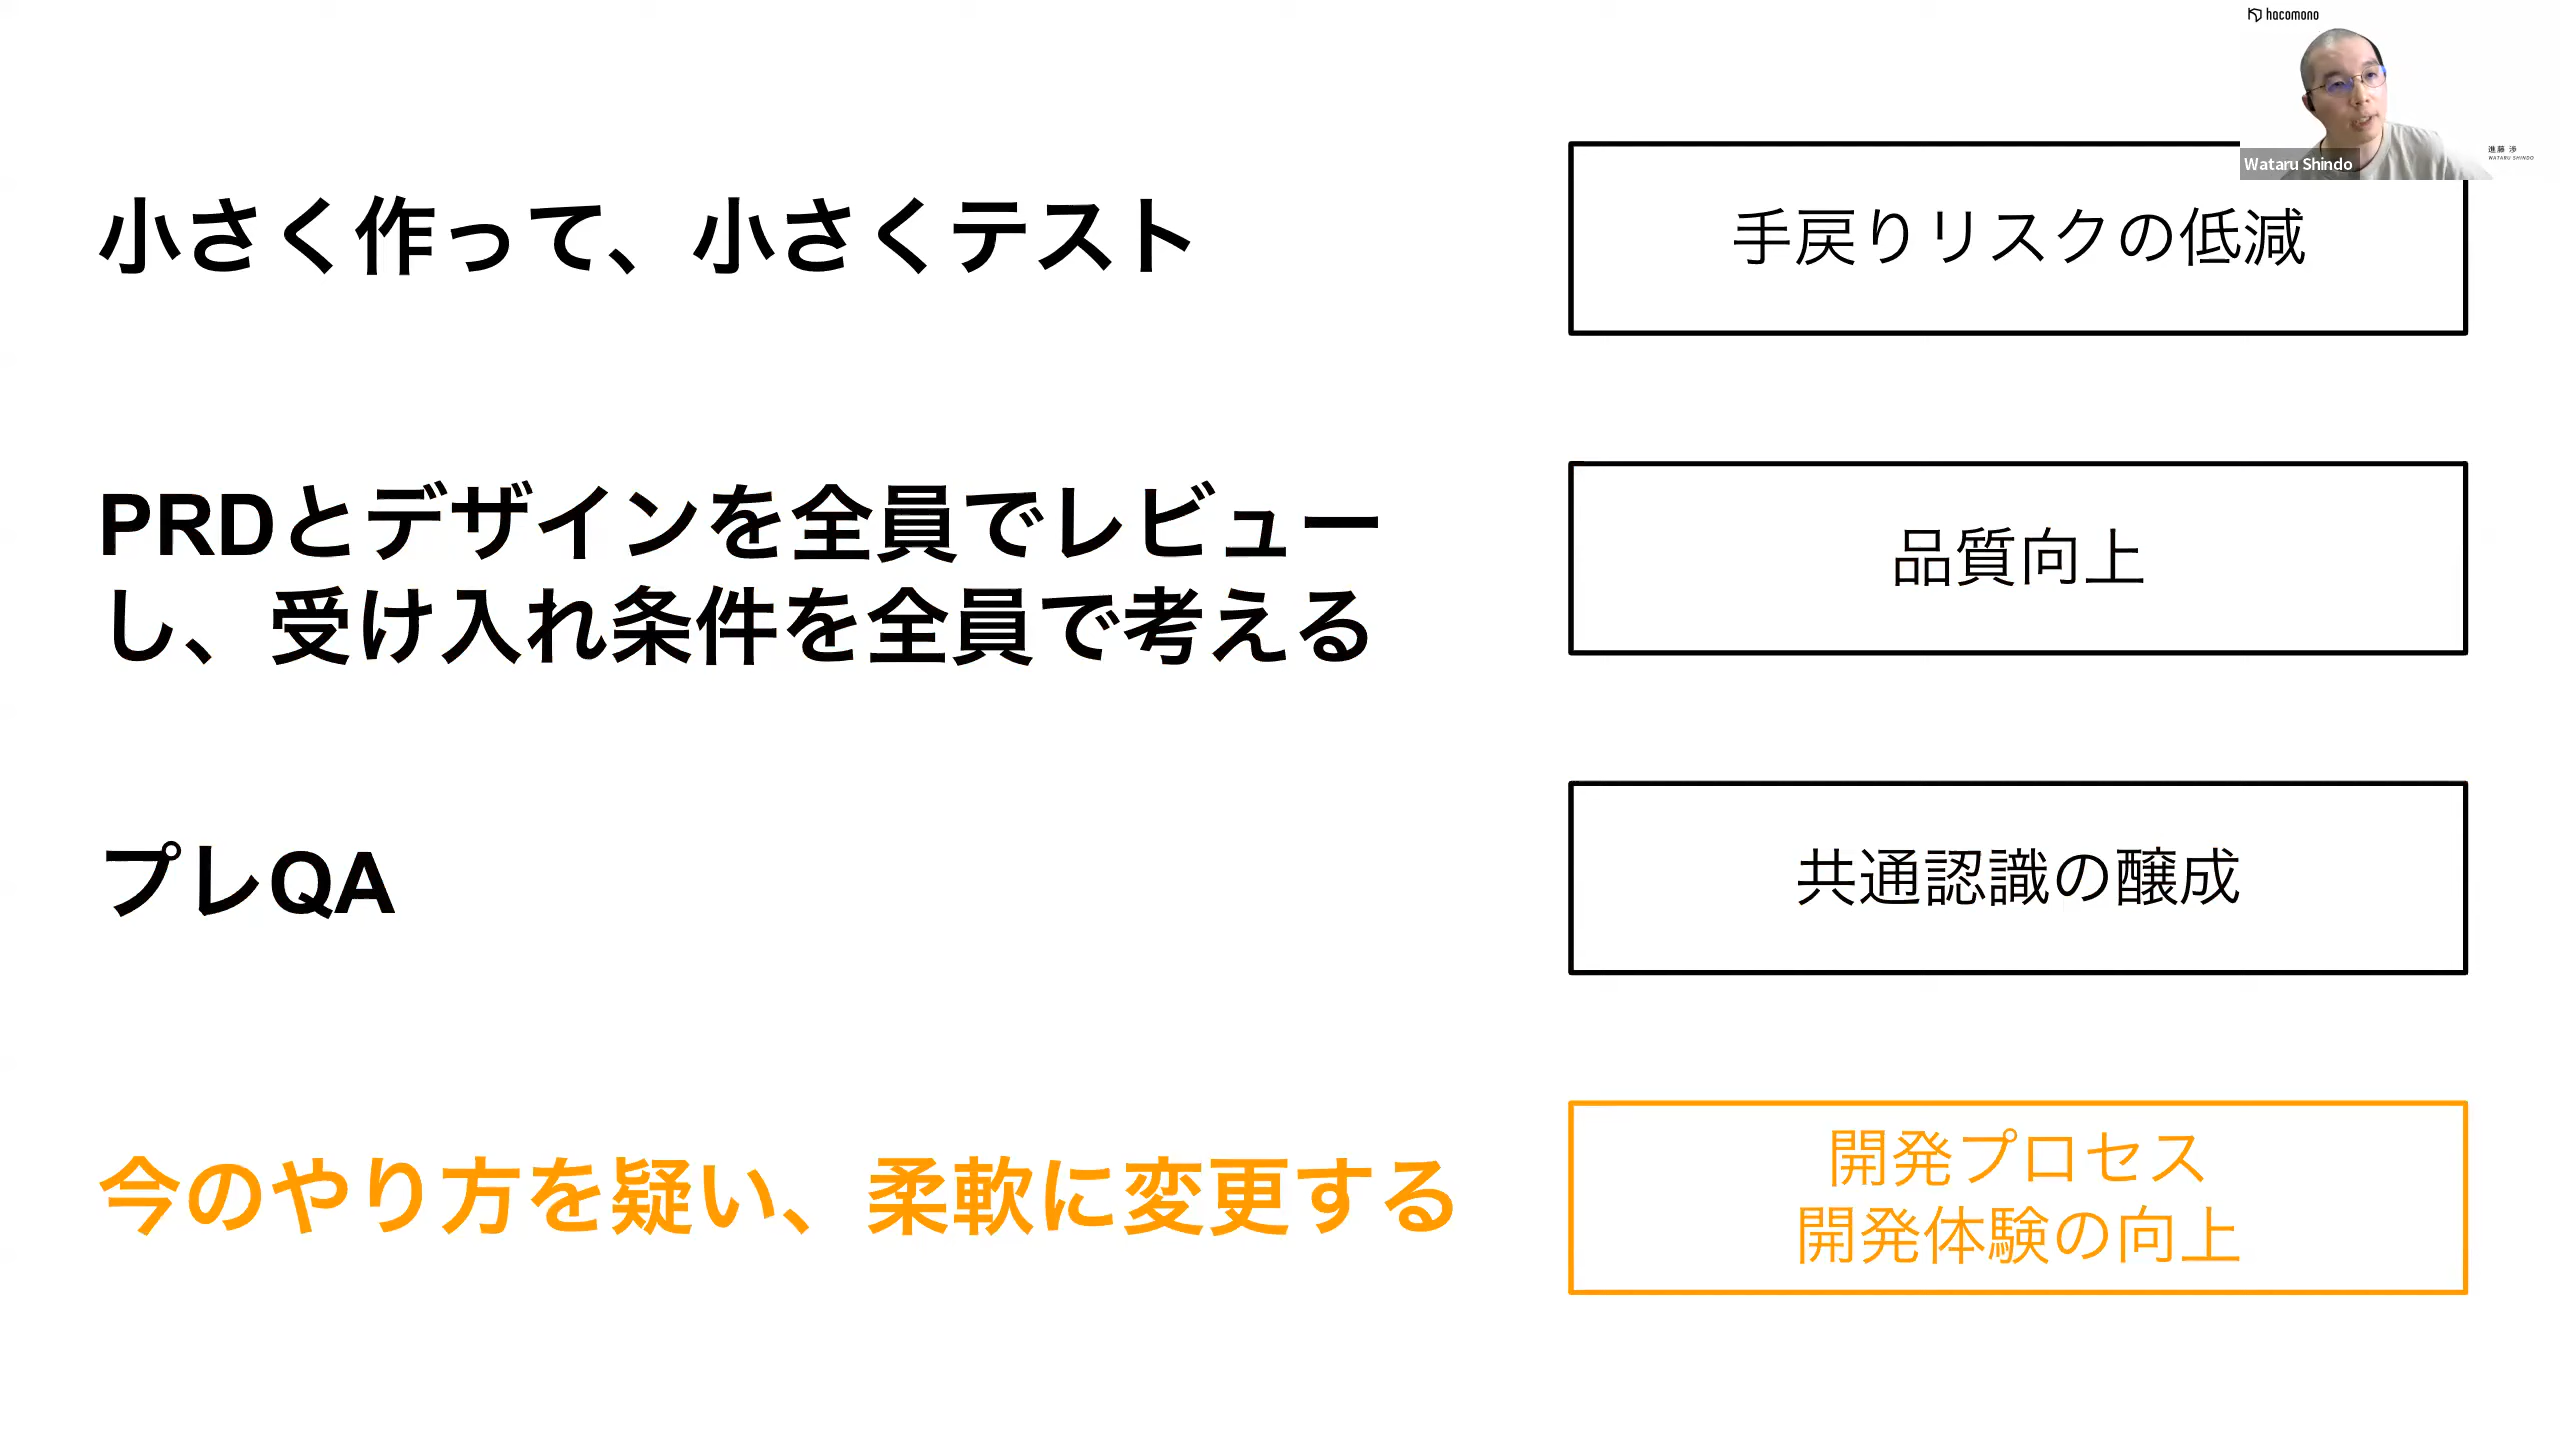 hacomono
進藤 渉
WATARU SHINDO
Wataru Shindo
小さく作って、小さくテスト
手戻りリスクの低減
PRDとデザインを全員でレビュー
し、受け入れ条件を全員で考える
品質向上
プレQA
共通認識の醸成
今のやり方を疑い、柔軟に変更する
開発プロセス
開発体験の向上